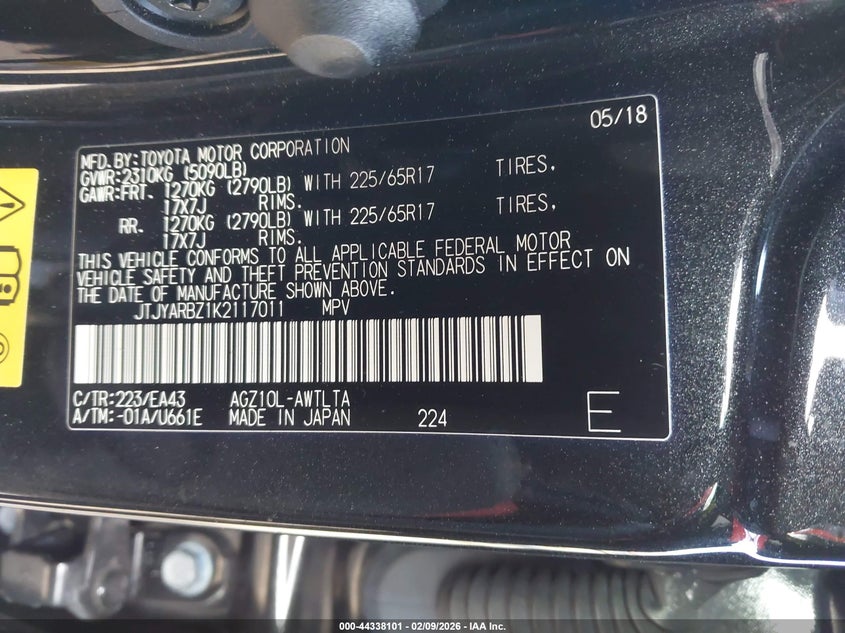 05/18
MFD.BY:TOYOTA MOTOR CORPORATION
GVWR:2310KG (5090LB)
GAWR:FRT. 1270KG (2790LB) WITH 225/65R17 TIRES,
17X7J RIMS.
RR. 1270KG (2790LB) WITH 225/65R17 TIRES,
17X7J RIMS.
THIS VEHICLE CONFORMS TO ALL APPLICABLE FEDERAL MOTOR
VEHICLE SAFETY AND THEFT PREVENTION STANDARDS IN EFFECT ON
THE DATE OF MANUFACTURE SHOWN ABOVE.
JTJYARBZ1K2117011 MPV
C/TR:223/EA43 AGZ10L-AWTLTA
A/TM:-01A/U661E MADE IN JAPAN 224 E
000-44338101 | 02/09/2026 - IAA Inc.